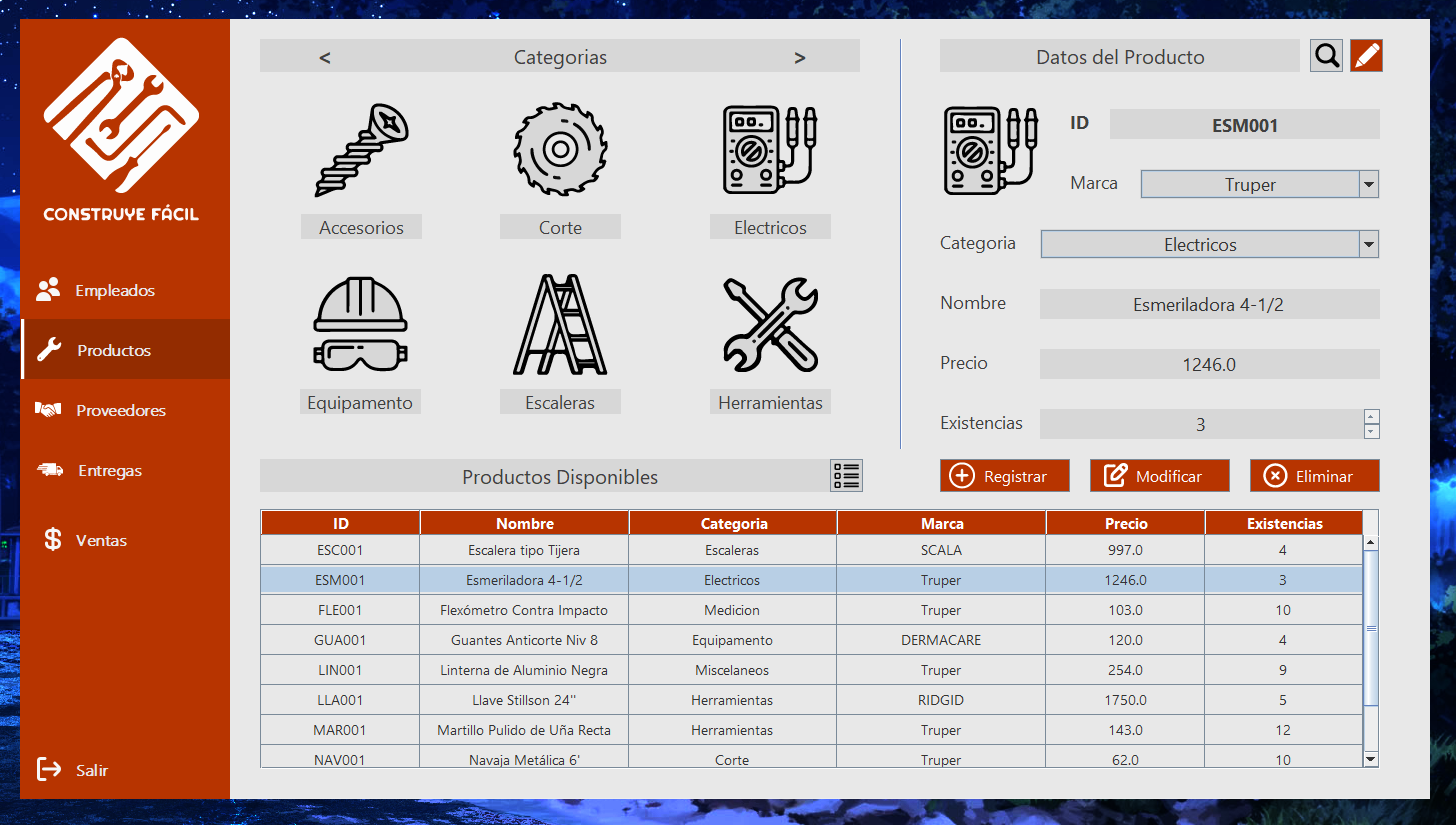 CONSTRUYE FÁCIL
Empleados
Productos
Proveedores
Entregas
Ventas
Salir
< Categorias >
Accesorios Corte Electricos
Equipamento Escaleras Herramientas
Datos del Producto
ID ESM001
Marca Truper
Categoria Electricos
Nombre Esmeriladora 4-1/2
Precio 1246.0
Existencias 3
Registrar Modificar Eliminar
Productos Disponibles
ID Nombre Categoria Marca Precio Existencias
ESC001 Escalera tipo Tijera Escaleras SCALA 997.0 4
ESM001 Esmeriladora 4-1/2 Electricos Truper 1246.0 3
FLE001 Flexómetro Contra Impacto Medicion Truper 103.0 10
GUA001 Guantes Anticorte Niv 8 Equipamento DERMACARE 120.0 4
LIN001 Linterna de Aluminio Negra Miscelaneos Truper 254.0 9
LLA001 Llave Stillson 24'' Herramientas RIDGID 1750.0 5
MAR001 Martillo Pulido de Uña Recta Herramientas Truper 143.0 12
NAV001 Navaja Metálica 6' Corte Truper 62.0 10